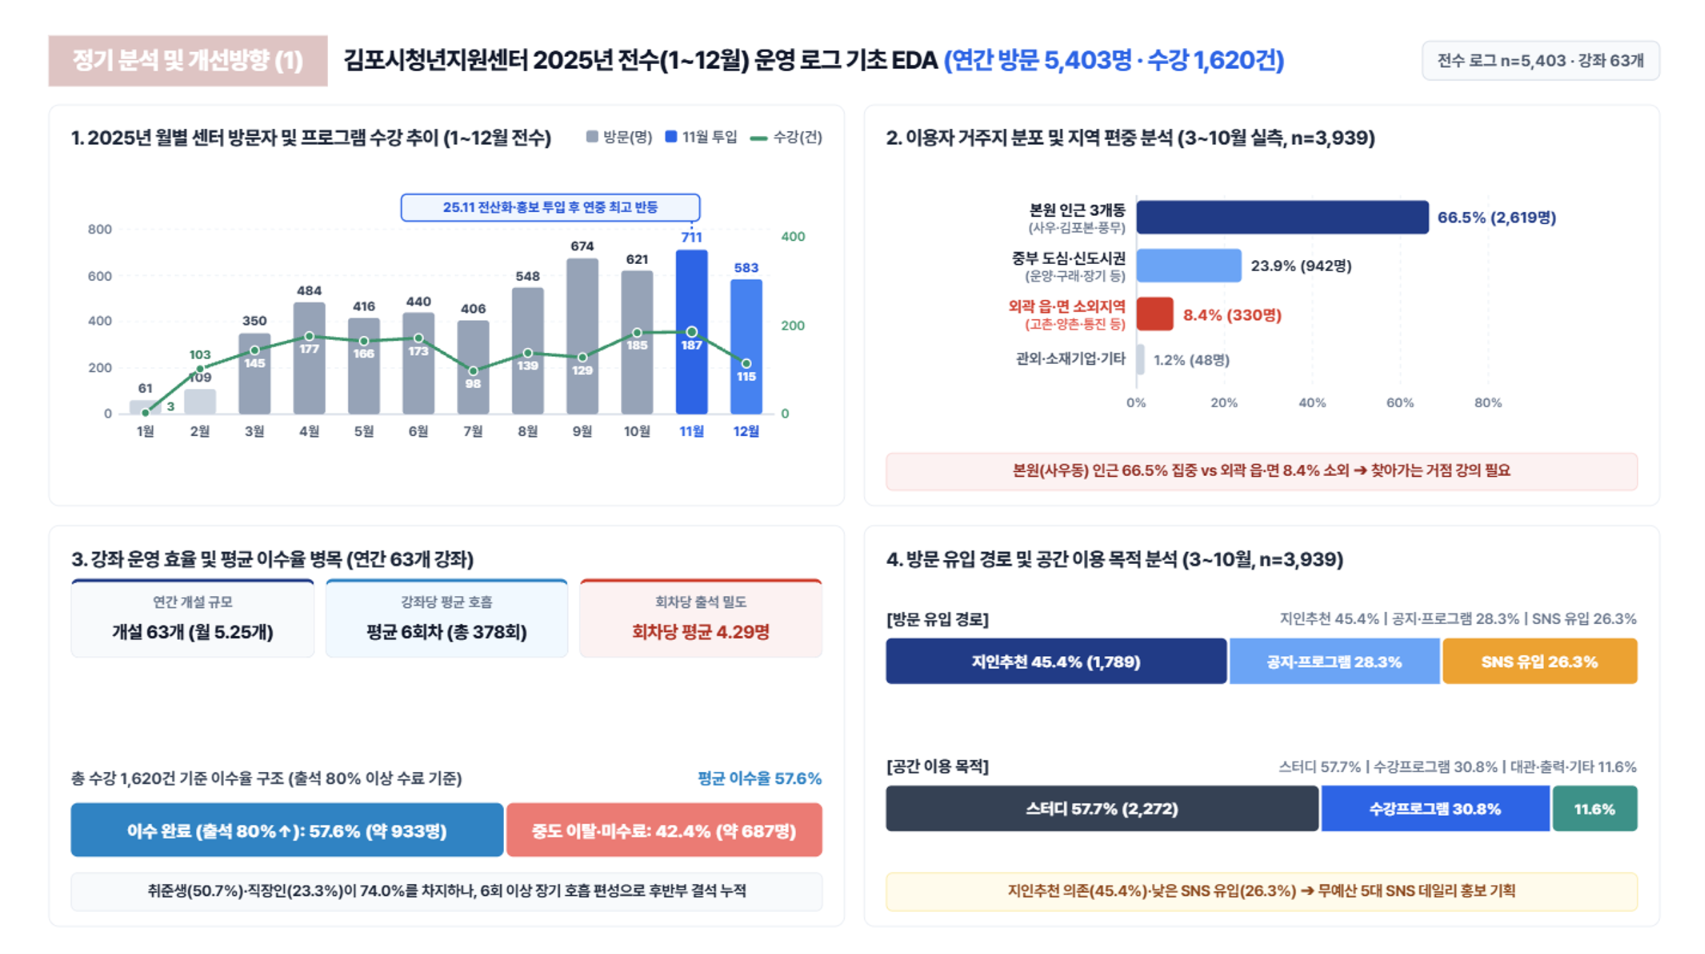 정기 분석 및 개선방향 (1)
김포시청년지원센터 2025년 전수(1~12월) 운영 로그 기초 EDA (연간 방문 5,403명 · 수강 1,620건)
전수 로그 n=5,403 · 강좌 63개
1. 2025년 월별 센터 방문자 및 프로그램 수강 추이 (1~12월 전수)
방문(명) 11월 투입 수강(건)
25.11 전산화·홍보 투입 후 연중 최고 반등
800
600
400
200
0
400
200
0
61
109
350
484
416
440
406
548
674
621
711
583
3
103
145
177
166
173
98
139
129
185
187
115
1월 2월 3월 4월 5월 6월 7월 8월 9월 10월 11월 12월
2. 이용자 거주지 분포 및 지역 편중 분석 (3~10월 실측, n=3,939)
본원 인근 3개동
(사우·김포본·풍무)
66.5% (2,619명)
중부 도심·신도시권
(운양·구래·장기 등)
23.9% (942명)
외곽 읍·면 소외지역
(고촌·양촌·통진 등)
8.4% (330명)
관외·소재기업·기타
1.2% (48명)
0% 20% 40% 60% 80%
본원(사우동) 인근 66.5% 집중 vs 외곽 읍·면 8.4% 소외 ➔ 찾아가는 거점 강의 필요
3. 강좌 운영 효율 및 평균 이수율 병목 (연간 63개 강좌)
연간 개설 규모
개설 63개 (월 5.25개)
강좌당 평균 호흡
평균 6회차 (총 378회)
회차당 출석 밀도
회차당 평균 4.29명
총 수강 1,620건 기준 이수율 구조 (출석 80% 이상 수료 기준)
평균 이수율 57.6%
이수 완료 (출석 80%↑): 57.6% (약 933명)
중도 이탈·미수료: 42.4% (약 687명)
취준생(50.7%)·직장인(23.3%)이 74.0%를 차지하나, 6회 이상 장기 호흡 편성으로 후반부 결석 누적
4. 방문 유입 경로 및 공간 이용 목적 분석 (3~10월, n=3,939)
[방문 유입 경로]
지인추천 45.4% | 공지·프로그램 28.3% | SNS 유입 26.3%
지인추천 45.4% (1,789)
공지·프로그램 28.3%
SNS 유입 26.3%
[공간 이용 목적]
스터디 57.7% | 수강프로그램 30.8% | 대관·출력·기타 11.6%
스터디 57.7% (2,272)
수강프로그램 30.8%
11.6%
지인추천 의존(45.4%)·낮은 SNS 유입(26.3%) ➔ 무예산 5대 SNS 데일리 홍보 기획